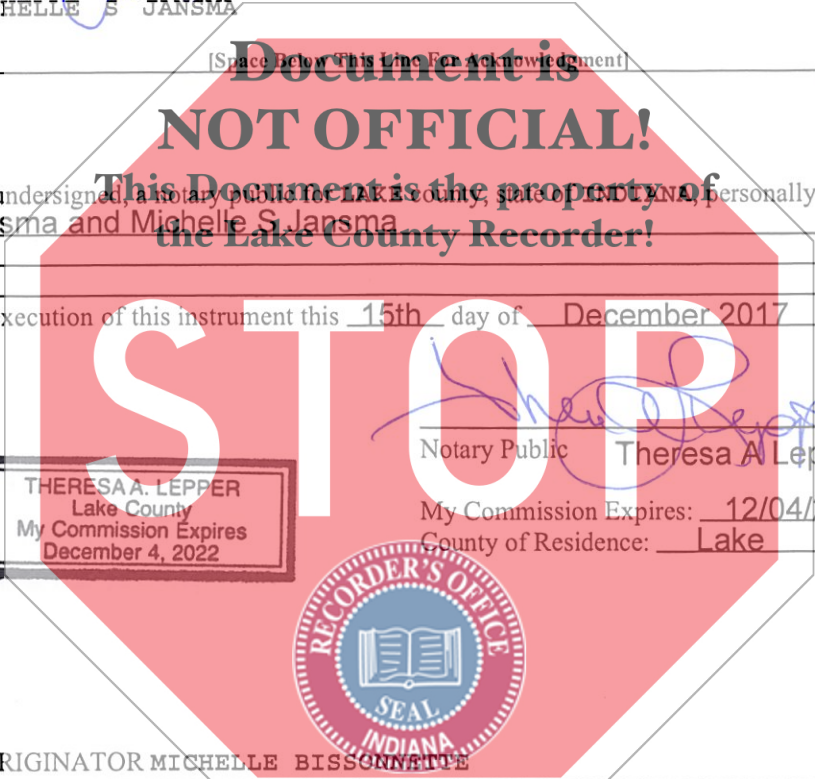 HELLE S JANSMA
Document is
[Space Below This Line For Acknowledgment]
NOT OFFICIAL!
This Document is the property of
ndersigned, a notary public for LAKE county, state of INDIANA, personally
sma and Michelle S Jansma
the Lake County Recorder!
xecution of this instrument this 15th day of December 2017
STOP
Notary Public Theresa A Lep
THERESA A. LEPPER
Lake County
My Commission Expires
December 4, 2022
My Commission Expires: 12/04/
County of Residence: Lake
RECORDER'S OFFICE
SEAL
INDIANA
RIGINATOR MICHELLE BISSONNETTE